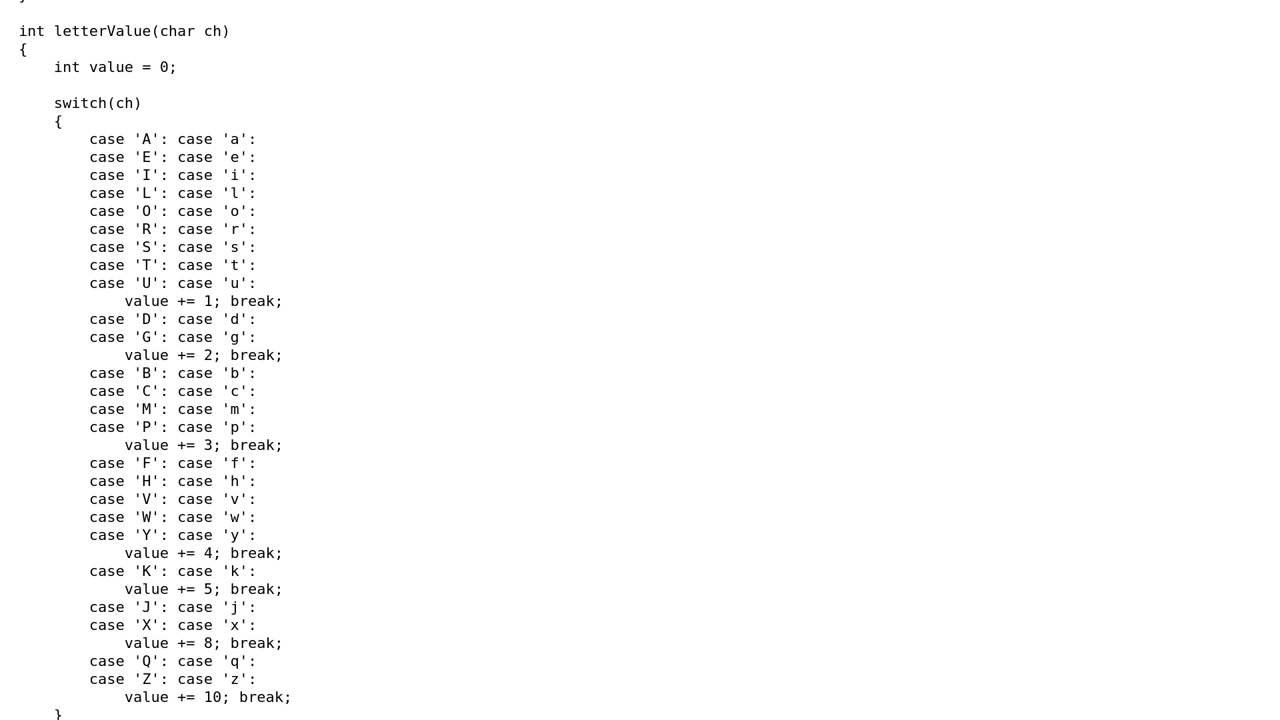 int letterValue(char ch)
{
    int value = 0;

    switch(ch)
    {
        case 'A': case 'a':
        case 'E': case 'e':
        case 'I': case 'i':
        case 'L': case 'l':
        case 'O': case 'o':
        case 'R': case 'r':
        case 'S': case 's':
        case 'T': case 't':
        case 'U': case 'u':
            value += 1; break;
        case 'D': case 'd':
        case 'G': case 'g':
            value += 2; break;
        case 'B': case 'b':
        case 'C': case 'c':
        case 'M': case 'm':
        case 'P': case 'p':
            value += 3; break;
        case 'F': case 'f':
        case 'H': case 'h':
        case 'V': case 'v':
        case 'W': case 'w':
        case 'Y': case 'y':
            value += 4; break;
        case 'K': case 'k':
            value += 5; break;
        case 'J': case 'j':
        case 'X': case 'x':
            value += 8; break;
        case 'Q': case 'q':
        case 'Z': case 'z':
            value += 10; break;
    }